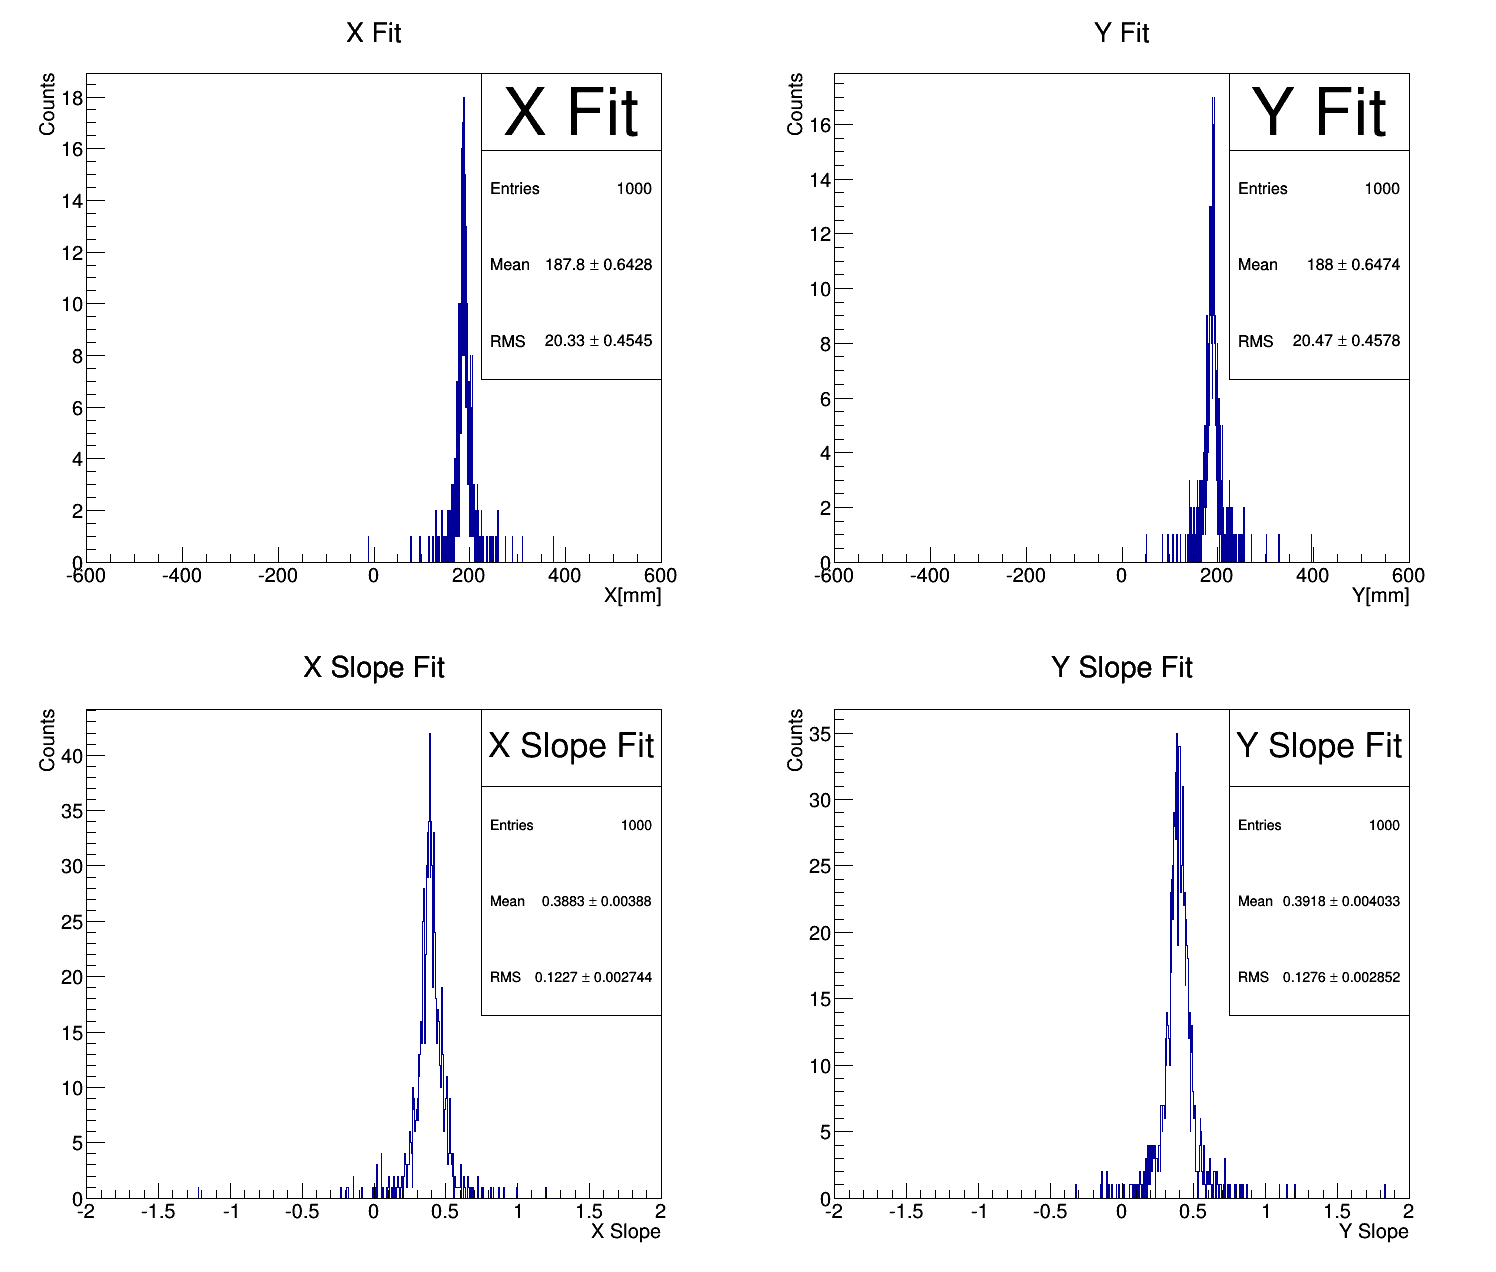 X Fit
Counts
18
16
14
12
10
8
6
4
2
0
-600 -400 -200 0 200 400 600
X[mm]
X Fit
Entries 1000
Mean 187.8 ± 0.6428
RMS 20.33 ± 0.4545
Y Fit
Counts
16
14
12
10
8
6
4
2
0
-600 -400 -200 0 200 400 600
Y[mm]
Y Fit
Entries 1000
Mean 188 ± 0.6474
RMS 20.47 ± 0.4578
X Slope Fit
Counts
40
35
30
25
20
15
10
5
0
-2 -1.5 -1 -0.5 0 0.5 1 1.5 2
X Slope
X Slope Fit
Entries 1000
Mean 0.3883 ± 0.00388
RMS 0.1227 ± 0.002744
Y Slope Fit
Counts
35
30
25
20
15
10
5
0
-2 -1.5 -1 -0.5 0 0.5 1 1.5 2
Y Slope
Y Slope Fit
Entries 1000
Mean 0.3918 ± 0.004033
RMS 0.1276 ± 0.002852